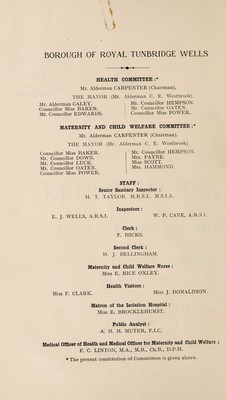 BOROUGH OF ROYAL TUNBRIDGE WELLS
HEALTH COMMITTEE :*
Mr. Alderman CARPENTER (Chairman).
THE MAYOR (Mr. Alderman C. E. Westbrook).
Mr. Alderman CALEY. Mr. Councillor HEMPSON.
Councillor Miss BAKER. Mr. Councillor OATEN.
Mr. Councillor EDWARDS. Councillor Miss POWER.
MATERNITY AND CHILD WELFARE COMMITTEE :*
Mr. Alderman CARPENTER (Chairman).
THE MAYOR (Mr. Alderman C. E. Westbrook).
Councillor Miss BAKER. Mr. Councillor HEMPSON.
Mr. Councillor DOWN. Mrs. PAYNE.
Mr. Councillor LUCK. Miss SCOTT.
Mr. Councillor OATEN. Mrs. HAMMOND.
Councillor Miss POWER.
STAFF :
Senior Sanitary Inspector :
H. T. TAYLOR, M.R.S.I., M.S.I.A.
Inspectors :
E. J. WELLS, A.R.S.I. W. P. CAVE, A.R.S.I.
Clerk :
F. HICKS.
Second Clerk :
H. J. BELLINGHAM.
Maternity and Child Welfare Nurse :
Miss E. RICE OXLEY.
Health Visitors :
Miss F. CLARK. Miss J. DONALDSON.
Matron of the Isolation Hospital :
Miss E. BROCKLEHURST.
Public Analyst :
A. H. M. MUTER, F.I.C.
Medical Officer of Health and Medical Officer for Maternity and Child Welfare :
F. C. LINTON, M.A., M.B., Ch.B., D.P.H.
* The present constitution of Committees is given above.